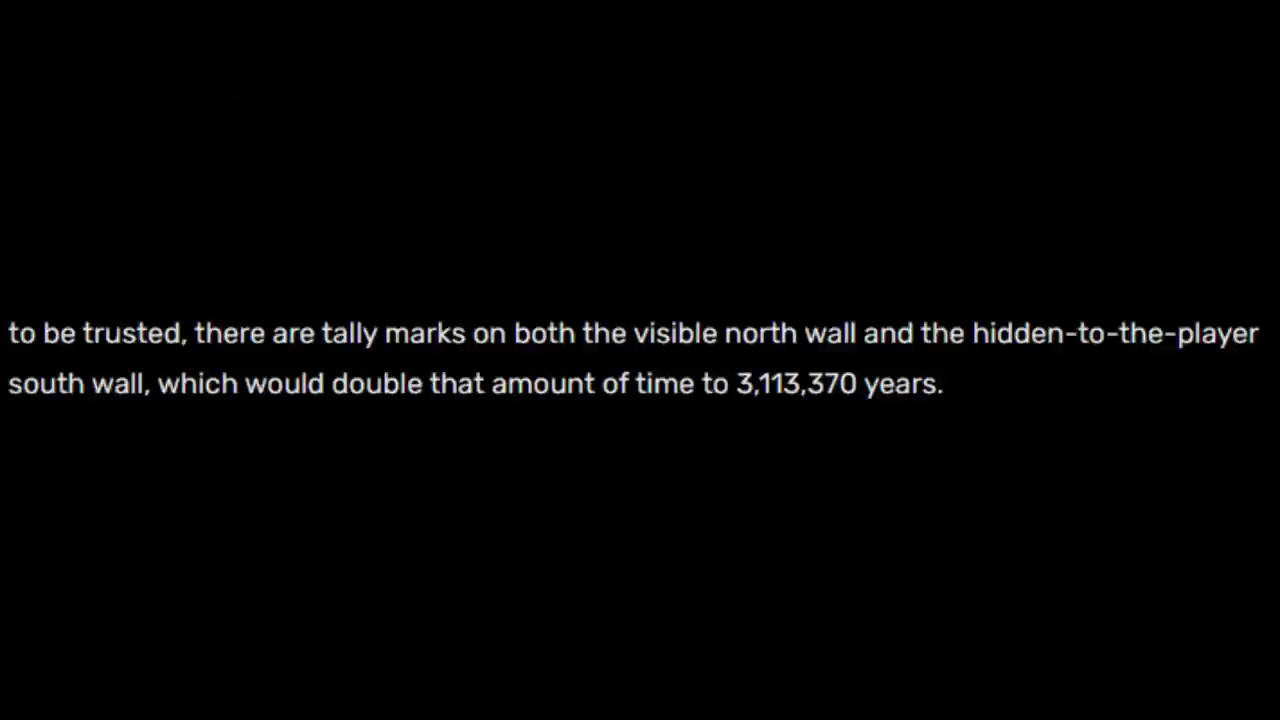 to be trusted, there are tally marks on both the visible north wall and the hidden-to-the-player
south wall, which would double that amount of time to 3,113,370 years.